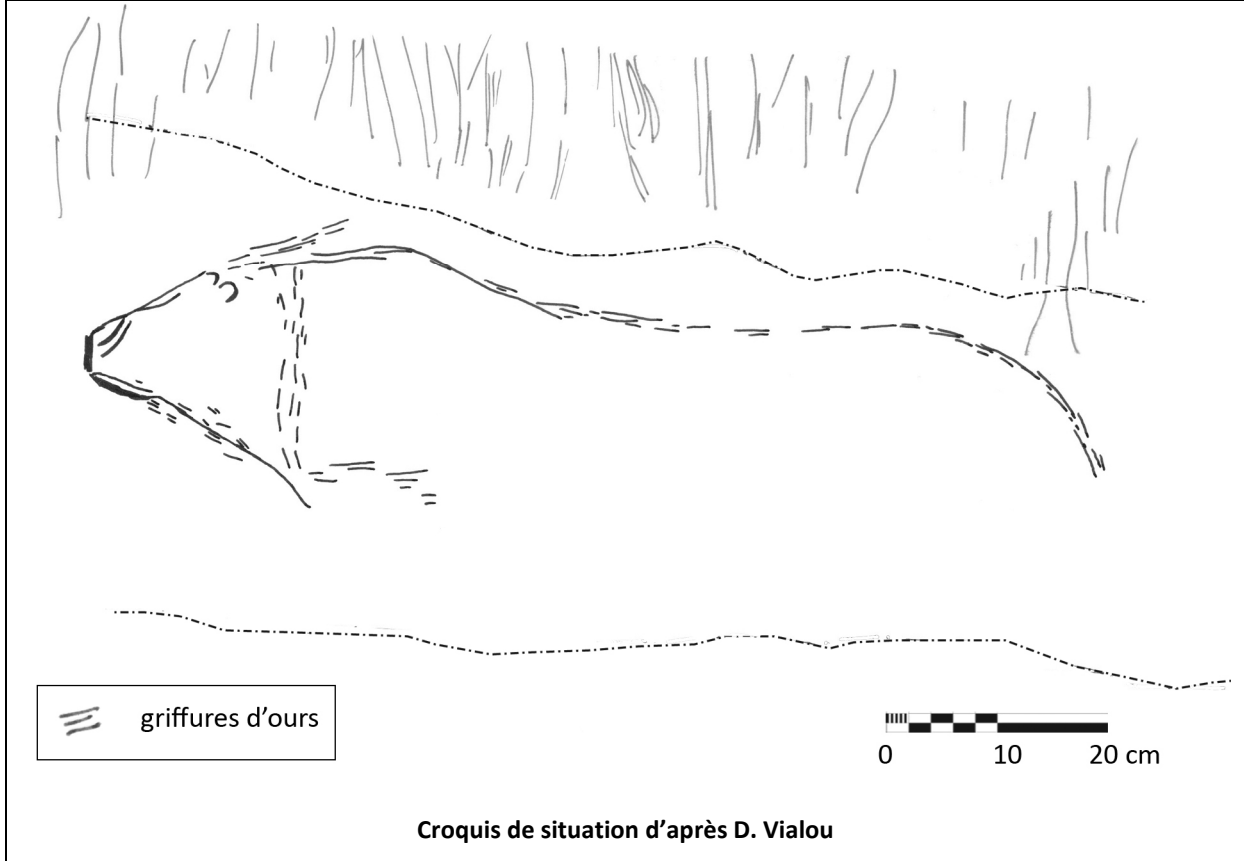 griffures d’ours
0 10 20 cm
Croquis de situation d’après D. Vialou